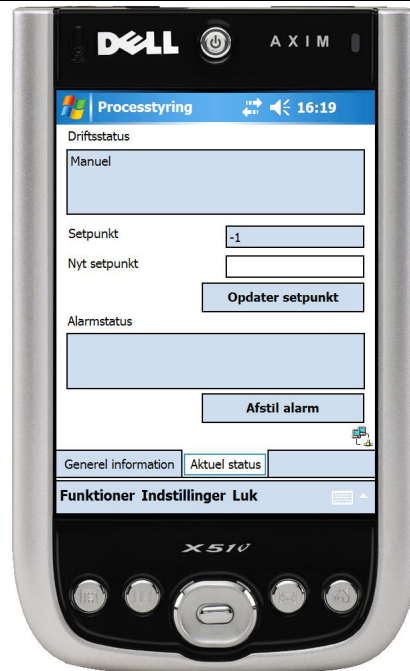 DELL
AXIM
Processtyring 16:19
Driftsstatus
Manuel
Setpunkt
-1
Nyt setpunkt
Opdater setpunkt
Alarmstatus
Afstil alarm
Generel information Aktuel status
Funktioner Indstillinger Luk
X51v